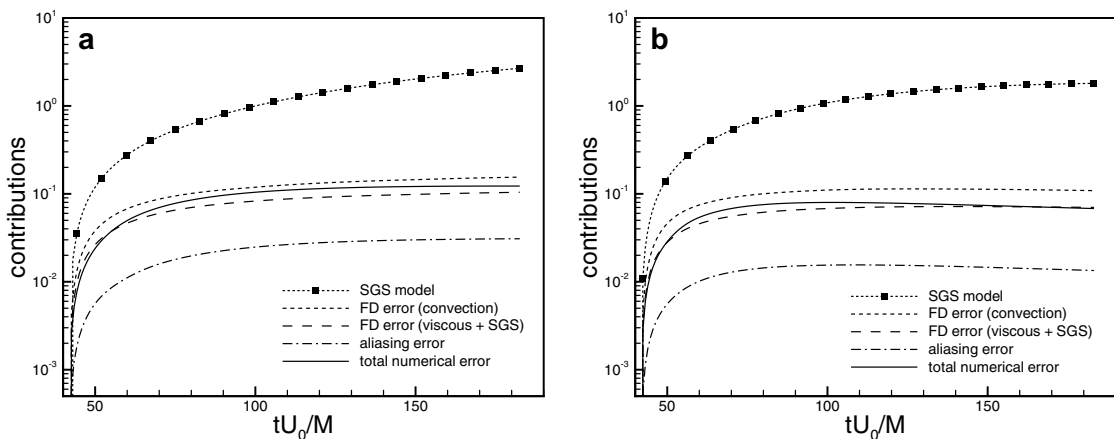 a
contributions
10^1
10^0
10^-1
10^-2
10^-3
50
100
150
tU_0/M
SGS model
FD error (convection)
FD error (viscous + SGS)
aliasing error
total numerical error
b
contributions
10^1
10^0
10^-1
10^-2
10^-3
50
100
150
tU_0/M
SGS model
FD error (convection)
FD error (viscous + SGS)
aliasing error
total numerical error